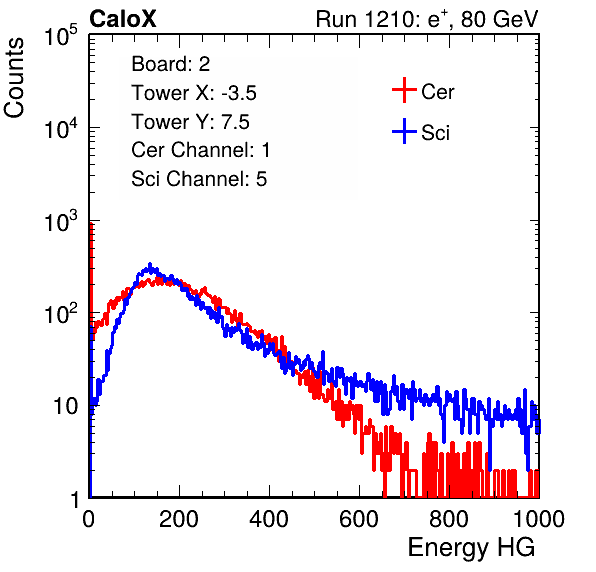 CaloX Run 1210: e⁺, 80 GeV
Counts
10⁵
10⁴
10³
10²
10
1
Board: 2
Tower X: -3.5
Tower Y: 7.5
Cer Channel: 1
Sci Channel: 5
Cer
Sci
0 200 400 600 800 1000
Energy HG